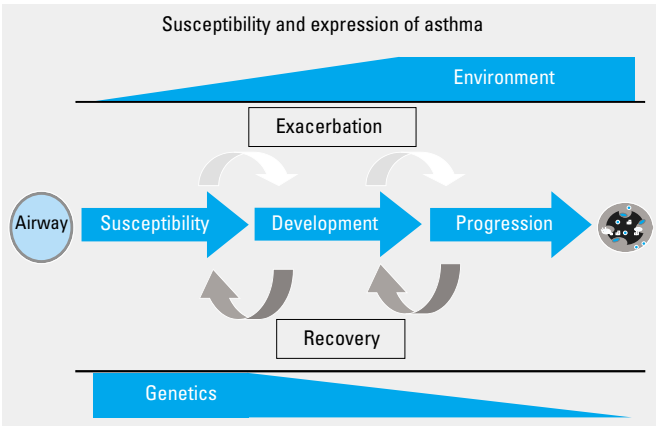 Susceptibility and expression of asthma
Environment
Exacerbation
Airway
Susceptibility
Development
Progression
Recovery
Genetics